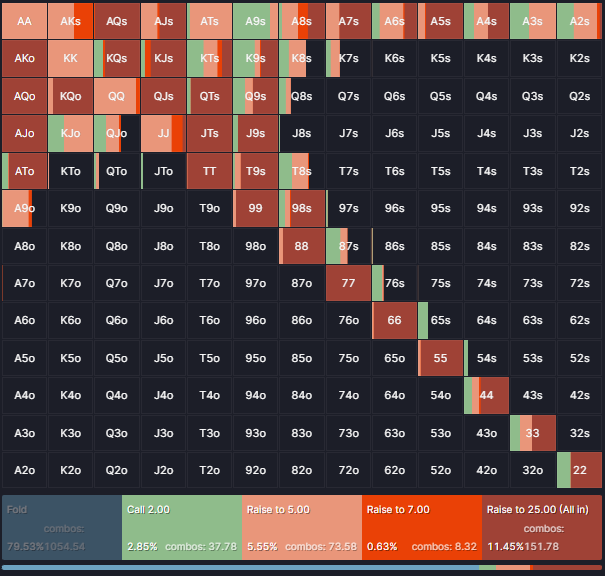 AA AKs AQs AJs ATs A9s A8s A7s A6s A5s A4s A3s A2s
AKo KK KQs KJs KTs K9s K8s K7s K6s K5s K4s K3s K2s
AQo KQo QQ QJs QTs Q9s Q8s Q7s Q6s Q5s Q4s Q3s Q2s
AJo KJo QJo JJ JTs J9s J8s J7s J6s J5s J4s J3s J2s
ATo KTo QTo JTo TT T9s T8s T7s T6s T5s T4s T3s T2s
A9o K9o Q9o J9o T9o 99 98s 97s 96s 95s 94s 93s 92s
A8o K8o Q8o J8o T8o 98o 88 87s 86s 85s 84s 83s 82s
A7o K7o Q7o J7o T7o 97o 87o 77 76s 75s 74s 73s 72s
A6o K6o Q6o J6o T6o 96o 86o 76o 66 65s 64s 63s 62s
A5o K5o Q5o J5o T5o 95o 85o 75o 65o 55 54s 53s 52s
A4o K4o Q4o J4o T4o 94o 84o 74o 64o 54o 44 43s 42s
A3o K3o Q3o J3o T3o 93o 83o 73o 63o 53o 43o 33 32s
A2o K2o Q2o J2o T2o 92o 82o 72o 62o 52o 42o 32o 22
Fold Call 2.00 Raise to 5.00 Raise to 7.00 Raise to 25.00 (All in)
combos: combos:
79.53%1054.54 2.85% combos: 37.78 5.55% combos: 73.58 0.63% combos: 8.32 11.45%151.78